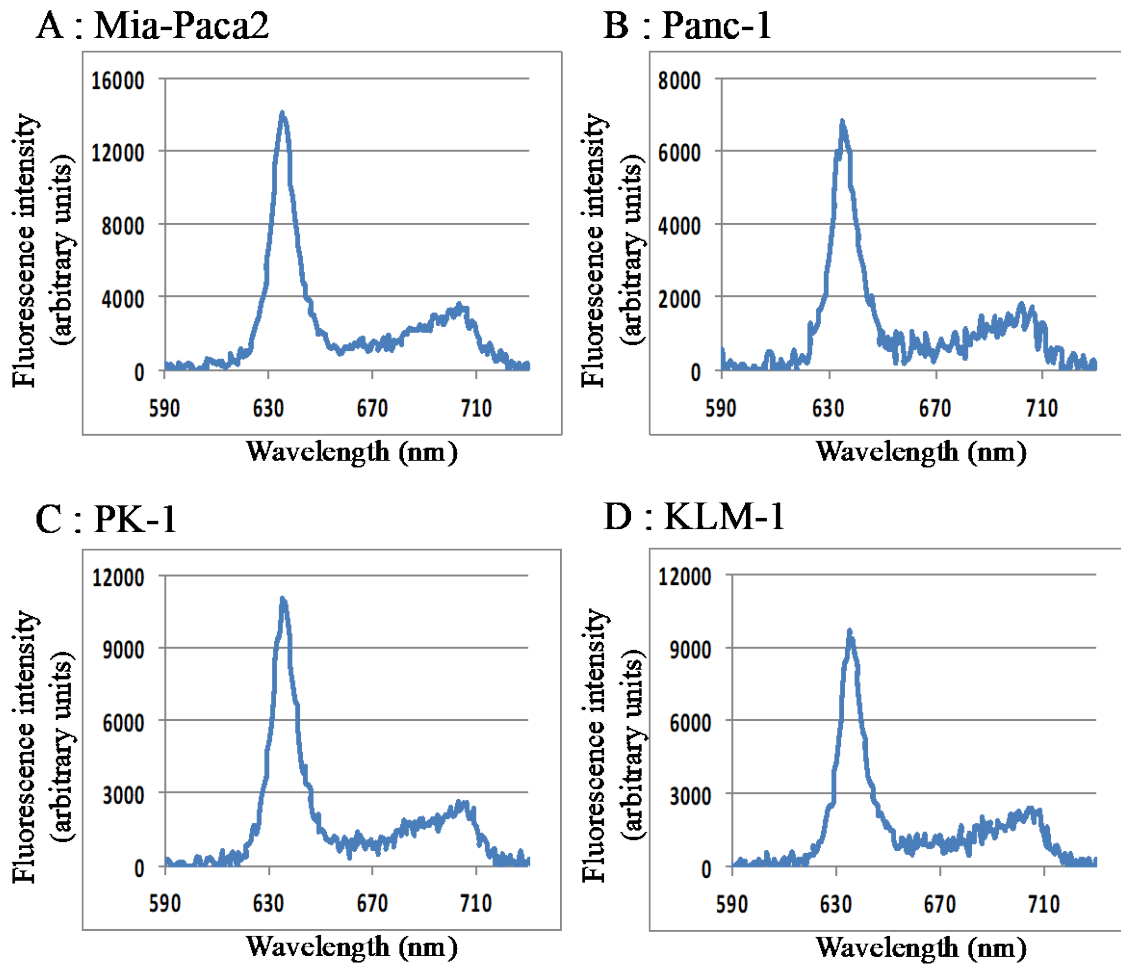 A : Mia-Paca2
Fluorescence intensity
(arbitrary units)
16000
12000
8000
4000
0
590 630 670 710
Wavelength (nm)
B : Panc-1
Fluorescence intensity
(arbitrary units)
8000
6000
4000
2000
0
590 630 670 710
Wavelength (nm)
C : PK-1
Fluorescence intensity
(arbitrary units)
12000
9000
6000
3000
0
590 630 670 710
Wavelength (nm)
D : KLM-1
Fluorescence intensity
(arbitrary units)
12000
9000
6000
3000
0
590 630 670 710
Wavelength (nm)